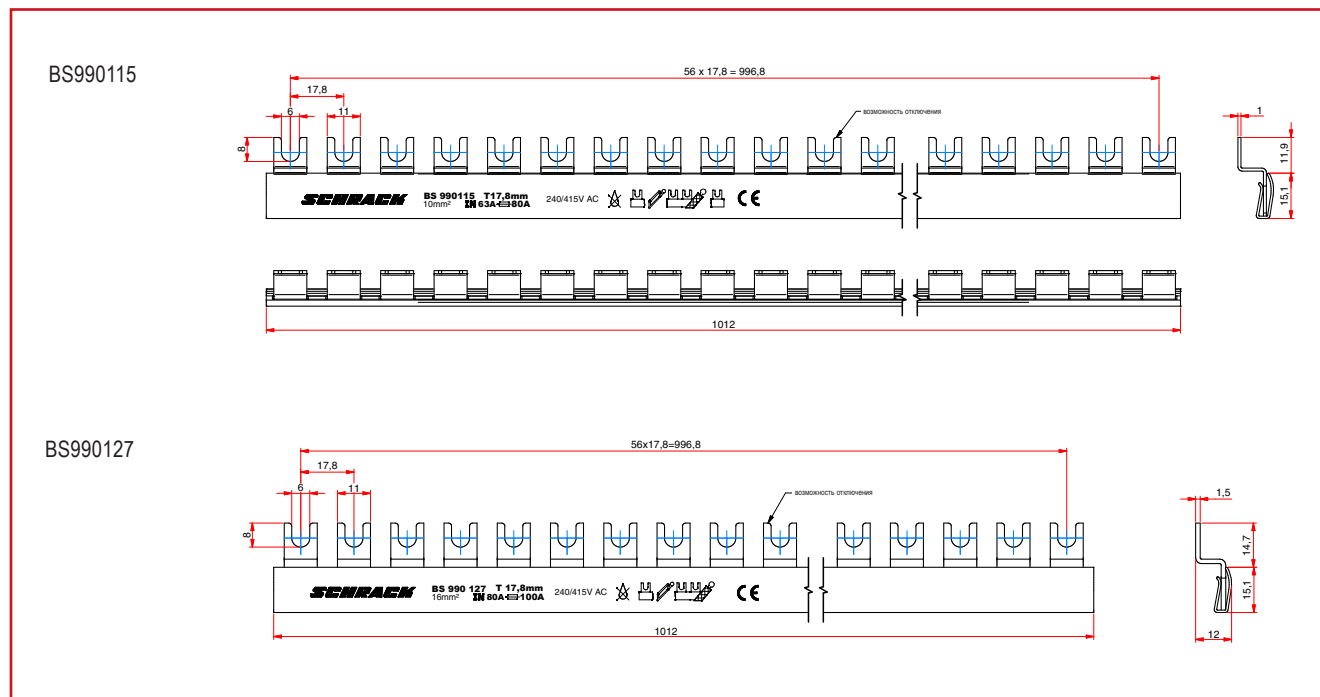 BS990115
56 x 17,8 = 996,8
17,8
6
11
возможность отключения
8
1
11,9
15,1
SCHRACK
BS 990115 T17,8mm
10mm² IN 63A 80A
240/415V AC
CE
1012
BS990127
56x17,8=996,8
17,8
6
11
возможность отключения
8
1,5
14,7
15,1
12
SCHRACK
BS 990 127 T 17,8mm
16mm² IN 80A 100A
240/415V AC
CE
1012